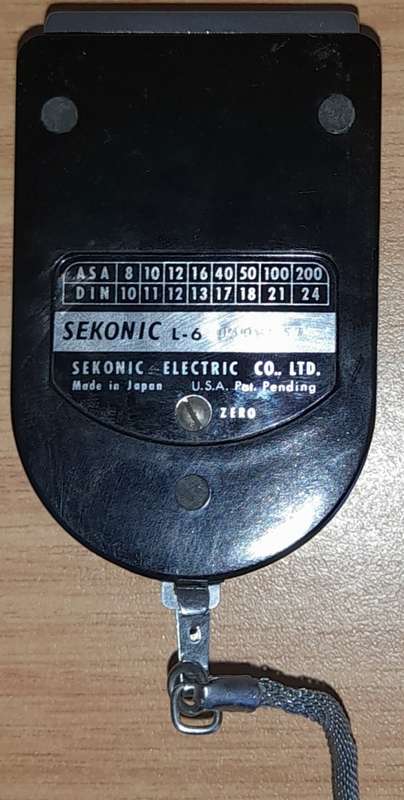 ASA 8 10 12 16 40 50 100 200
DIN 10 11 12 13 17 18 21 24
SEKONIC L-6
SEKONIC ELECTRIC CO., LTD.
Made in Japan U.S.A. Pat. Pending
ZERO